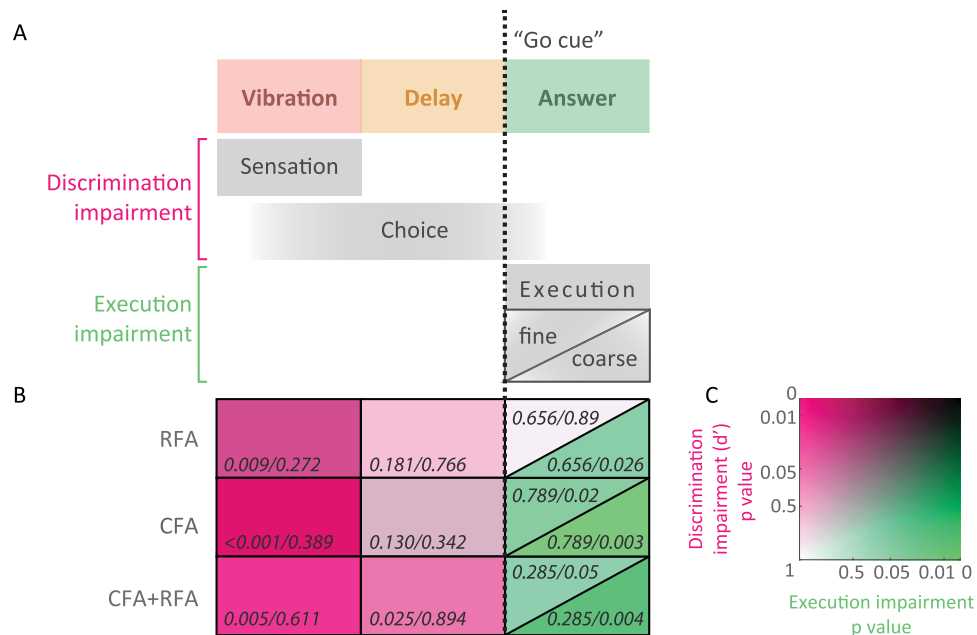 A
“Go cue”
Vibration Delay Answer
Sensation
Discrimination
impairment
Choice
Execution
Execution
impairment
fine
coarse
B
C
RFA
0.656/0.89
0.009/0.272 0.181/0.766 0.656/0.026
CFA
0.789/0.02
<0.001/0.389 0.130/0.342 0.789/0.003
CFA+RFA
0.285/0.05
0.005/0.611 0.025/0.894 0.285/0.004
Discrimination
impairment (d')
p value
0
0.01
0.05
0.5
1 0.5 0.05 0.01 0
Execution impairment
p value